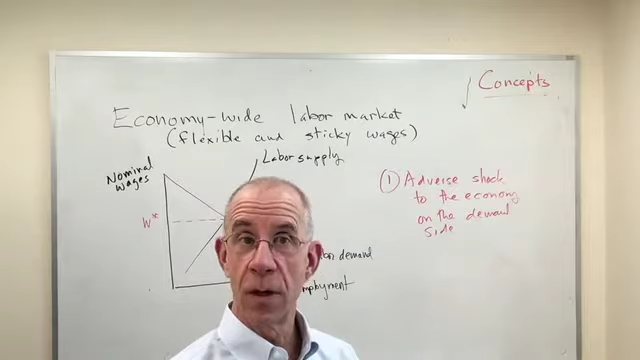 Concepts
Economy-wide labor market
(flexible and sticky wages)
Labor supply
Nominal
wages
W*
demand
① Adverse shock
to the economy
on the demand
side